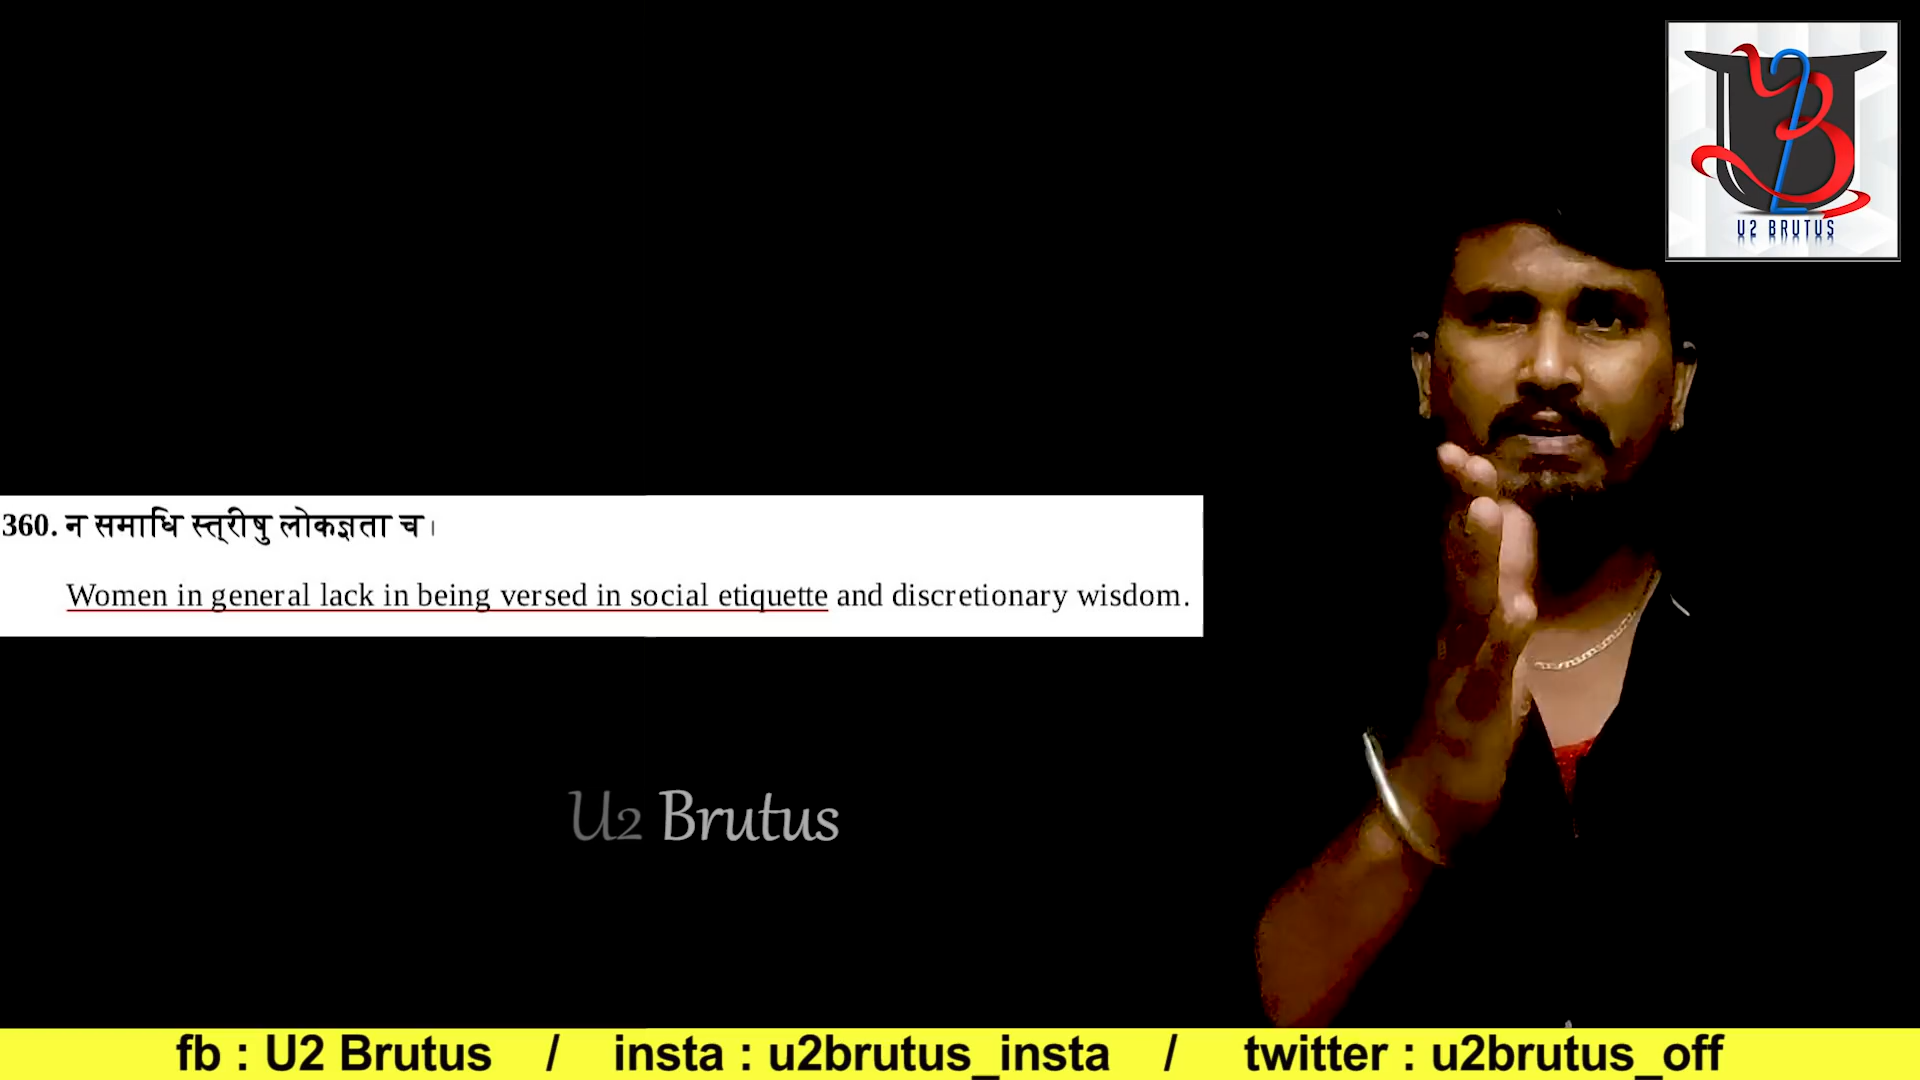 U2 BRUTUS
360. न समाधि स्त्रीषु लोकज्ञता च।
Women in general lack in being versed in social etiquette and discretionary wisdom.
U2 Brutus
fb : U2 Brutus / insta : u2brutus_insta / twitter : u2brutus_off